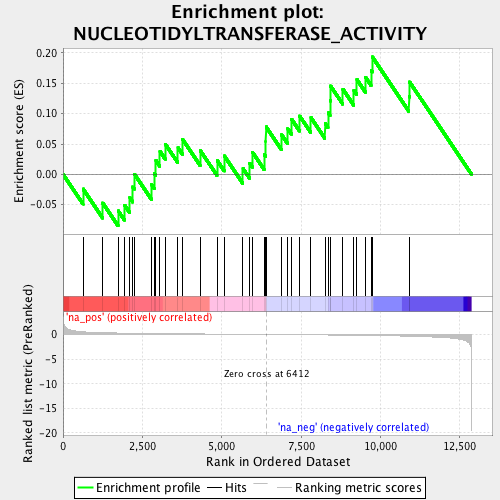 Enrichment plot:
NUCLEOTIDYLTRANSFERASE_ACTIVITY
Enrichment score (ES)
0.20
0.15
0.10
0.05
0.00
-0.05
'na_pos' (positively correlated)
Ranked list metric (PreRanked)
0
-5
-10
-15
-20
Zero cross at 6412
'na_neg' (negatively correlated)
0
2,500
5,000
7,500
10,000
12,500
Rank in Ordered Dataset
Enrichment profile
Hits
Ranking metric scores